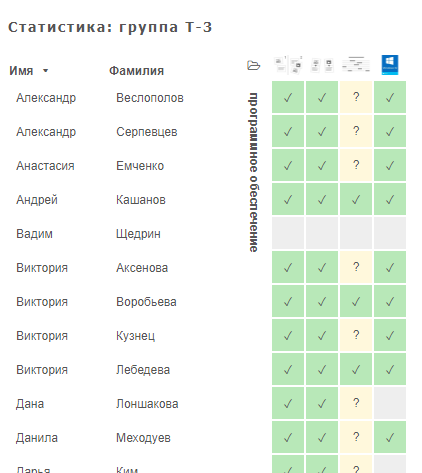 Статистика: группа Т-3
Имя Фамилия
программное обеспечение
Александр Веслополов ✓ ✓ ? ✓
Александр Серпевцев ✓ ✓ ? ✓
Анастасия Емченко ✓ ✓ ? ✓
Андрей Кашанов ✓ ✓ ✓ ✓
Вадим Щедрин
Виктория Аксенова ✓ ✓ ? ✓
Виктория Воробьева ✓ ✓ ✓ ✓
Виктория Кузнец ✓ ✓ ? ✓
Виктория Лебедева ✓ ✓ ✓ ✓
Дана Лоншакова ✓ ✓ ?
Данила Меходуев ✓ ✓ ? ✓
Дарья Ким ✓ ✓ ?